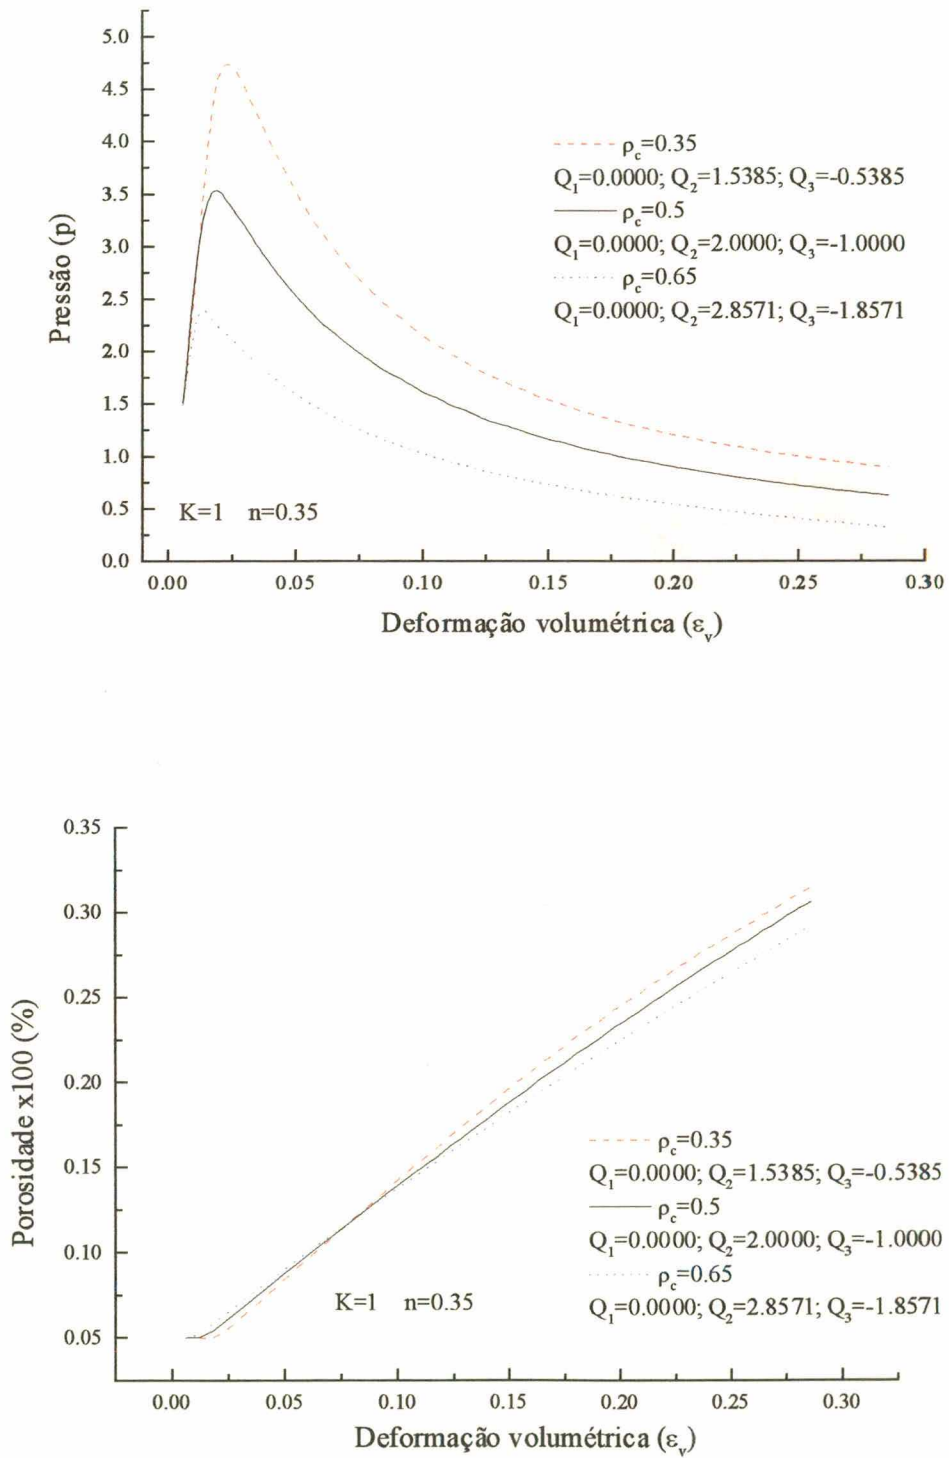 5.0
4.5
4.0
3.5
3.0
2.5
2.0
1.5
1.0
0.5
0.0
Pressão (p)
ρc=0.35
Q1=0.0000; Q2=1.5385; Q3=-0.5385
ρc=0.5
Q1=0.0000; Q2=2.0000; Q3=-1.0000
ρc=0.65
Q1=0.0000; Q2=2.8571; Q3=-1.8571
K=1 n=0.35
0.00 0.05 0.10 0.15 0.20 0.25 0.30
Deformação volumétrica (εv)
0.35
0.30
0.25
0.20
0.15
0.10
0.05
Porosidade x100 (%)
ρc=0.35
Q1=0.0000; Q2=1.5385; Q3=-0.5385
ρc=0.5
Q1=0.0000; Q2=2.0000; Q3=-1.0000
ρc=0.65
Q1=0.0000; Q2=2.8571; Q3=-1.8571
K=1 n=0.35
0.00 0.05 0.10 0.15 0.20 0.25 0.30
Deformação volumétrica (εv)